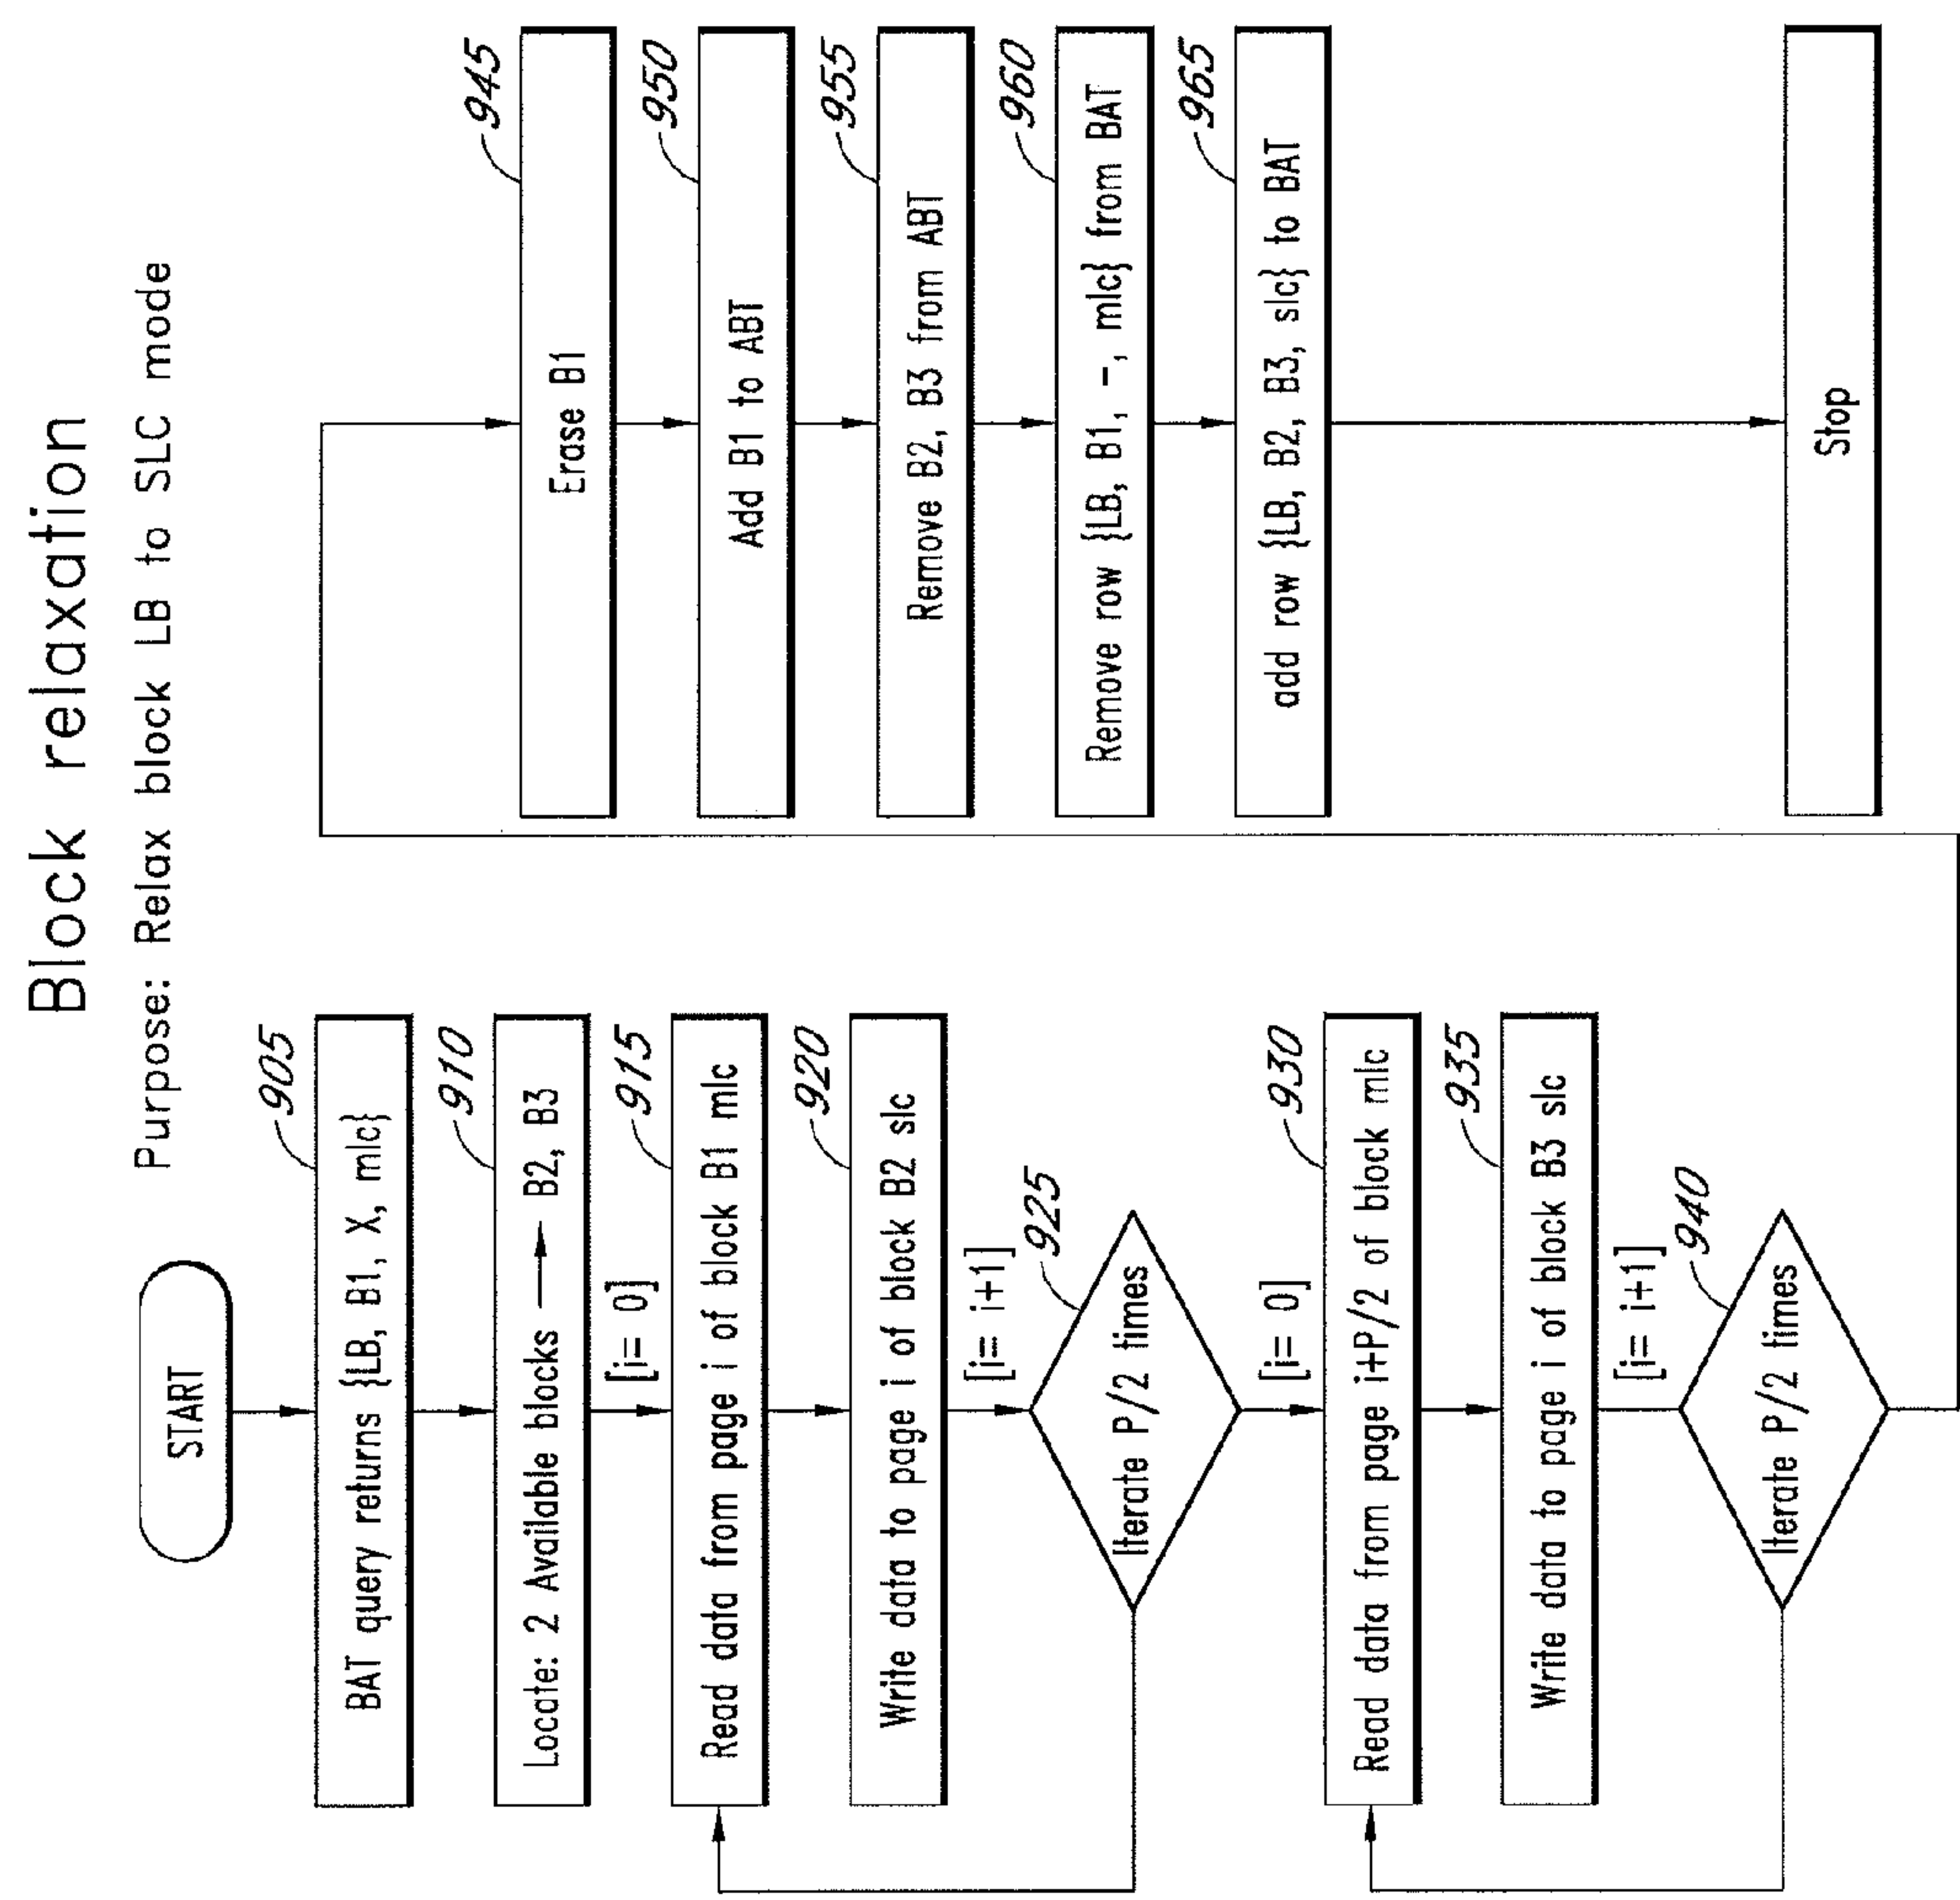 Block relaxation
Purpose: Relax block LB to SLC mode
START
905
BAT query returns {LB, B1, X, mlc}
910
Locate: 2 Available blocks → B2, B3
[i= 0]
915
Read data from page i of block B1 mlc
920
Write data to page i of block B2 slc
[i= i+1]
925
Iterate P/2 times
[i= 0]
930
Read data from page i+P/2 of block mlc
935
Write data to page i of block B3 slc
[i= i+1]
940
Iterate P/2 times
945
Erase B1
950
Add B1 to ABT
955
Remove B2, B3 from ABT
960
Remove row {LB, B1, -, mlc} from BAT
965
add row {LB, B2, B3, slc} to BAT
Stop